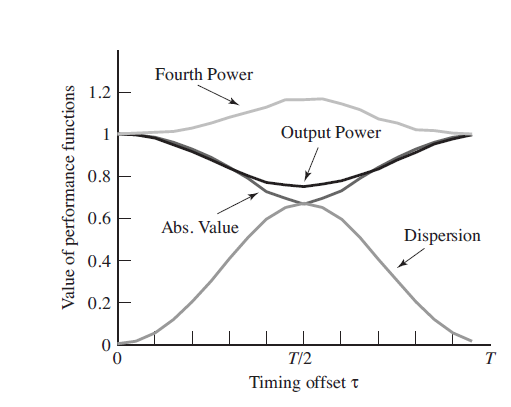 Fourth Power
1.2
Output Power
1
0.8
Abs. Value
0.6
Dispersion
0.4
0.2
0
0
T/2
T
Timing offset τ
Value of performance functions